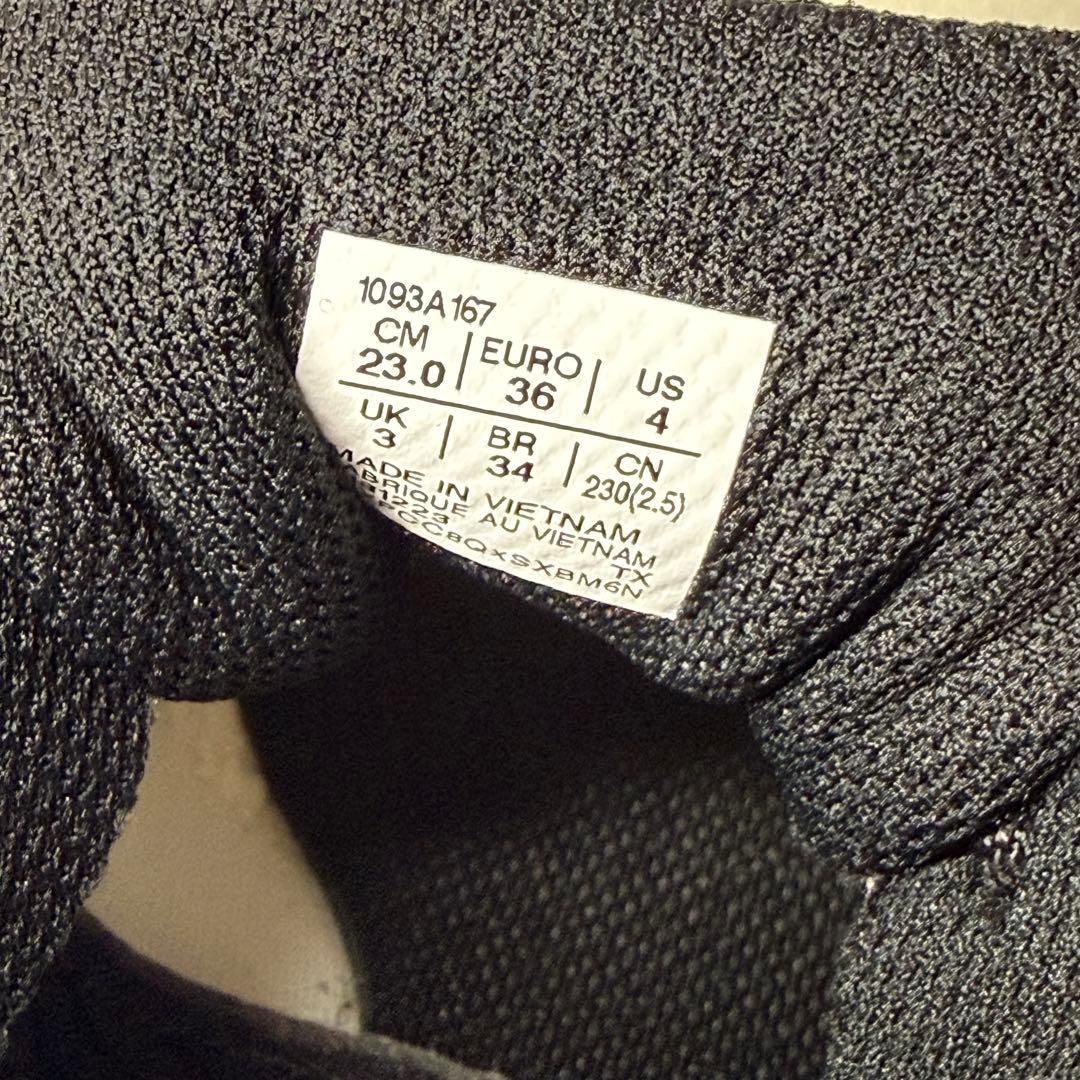 1093A167
CM | EURO | US
23.0 | 36 | 4
UK | BR | CN
3 | 34 | 230(2.5)
MADE IN VIETNAM
FABRIQUE AU VIETNAM
TX